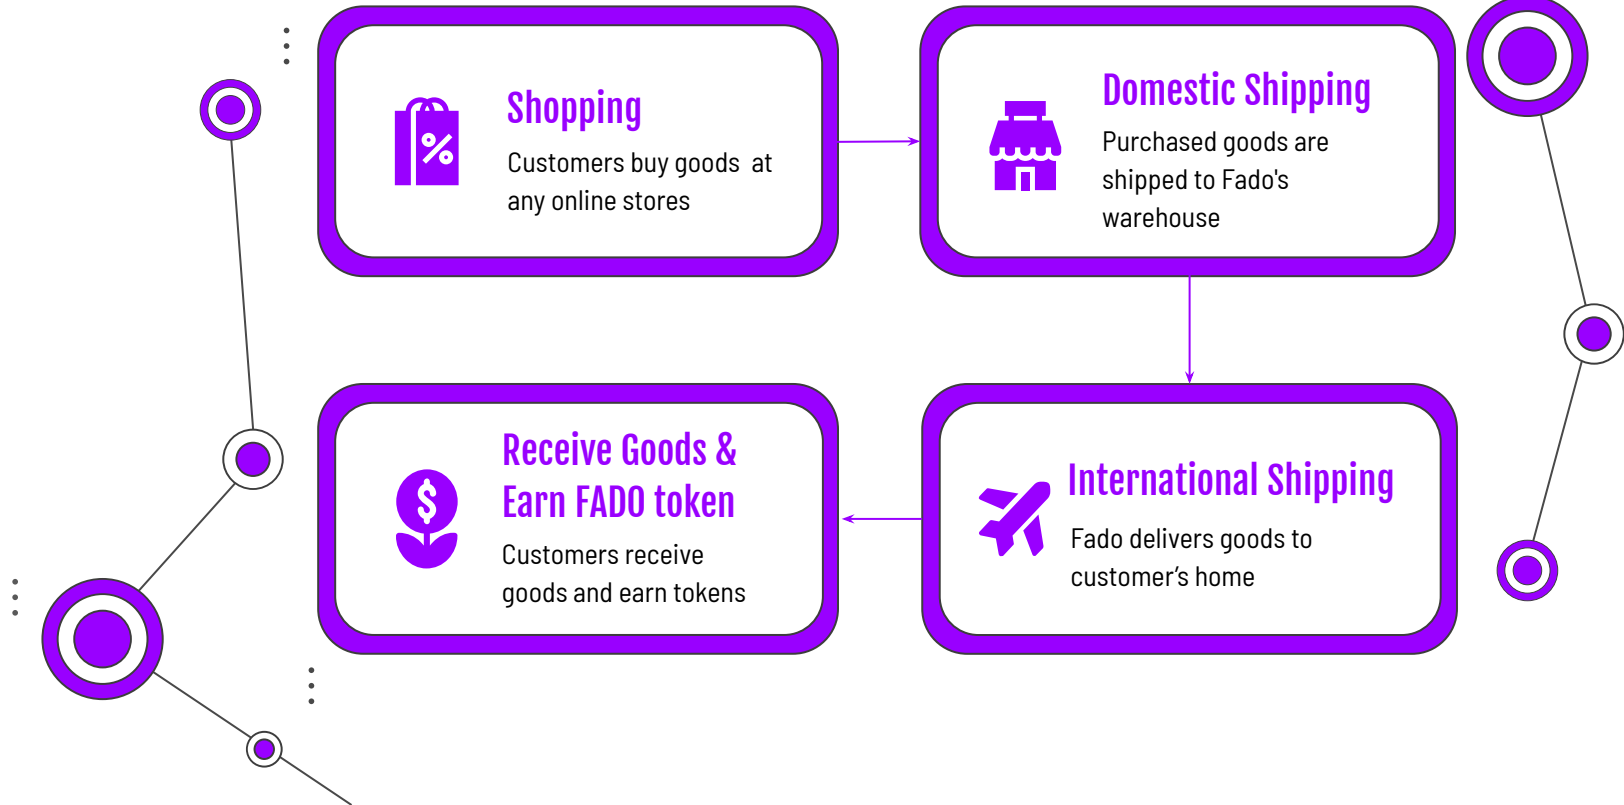 Shopping
Customers buy goods  at
any online stores
Domestic Shipping
Purchased goods are
shipped to Fado's
warehouse
International Shipping
Fado delivers goods to
customer’s home
Receive Goods &
Earn FADO token
Customers receive
goods and earn tokens